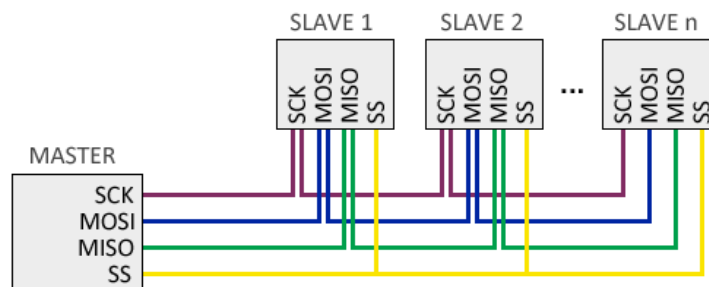 SLAVE 1
SLAVE 2
SLAVE n
SCK
MOSI
MISO
SS
SCK
MOSI
MISO
SS
...
SCK
MOSI
MISO
SS
MASTER
SCK
MOSI
MISO
SS